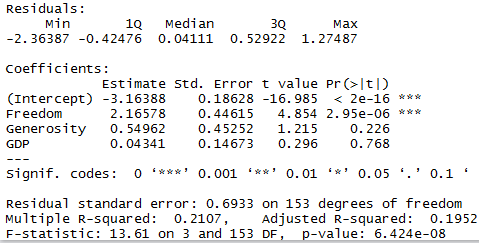 Residuals:
     Min       1Q   Median       3Q      Max
-2.36387 -0.42476  0.04111  0.52922  1.27487

Coefficients:
            Estimate Std. Error t value Pr(>|t|)
(Intercept) -3.16388    0.18628 -16.985  < 2e-16 ***
Freedom      2.16578    0.44615   4.854 2.95e-06 ***
Generosity   0.54962    0.45252   1.215    0.226
GDP          0.04341    0.14673   0.296    0.768
---
Signif. codes:  0 ‘***’ 0.001 ‘**’ 0.01 ‘*’ 0.05 ‘.’ 0.1 ‘

Residual standard error: 0.6933 on 153 degrees of freedom
Multiple R-squared:  0.2107,	Adjusted R-squared:  0.1952
F-statistic: 13.61 on 3 and 153 DF,  p-value: 6.424e-08